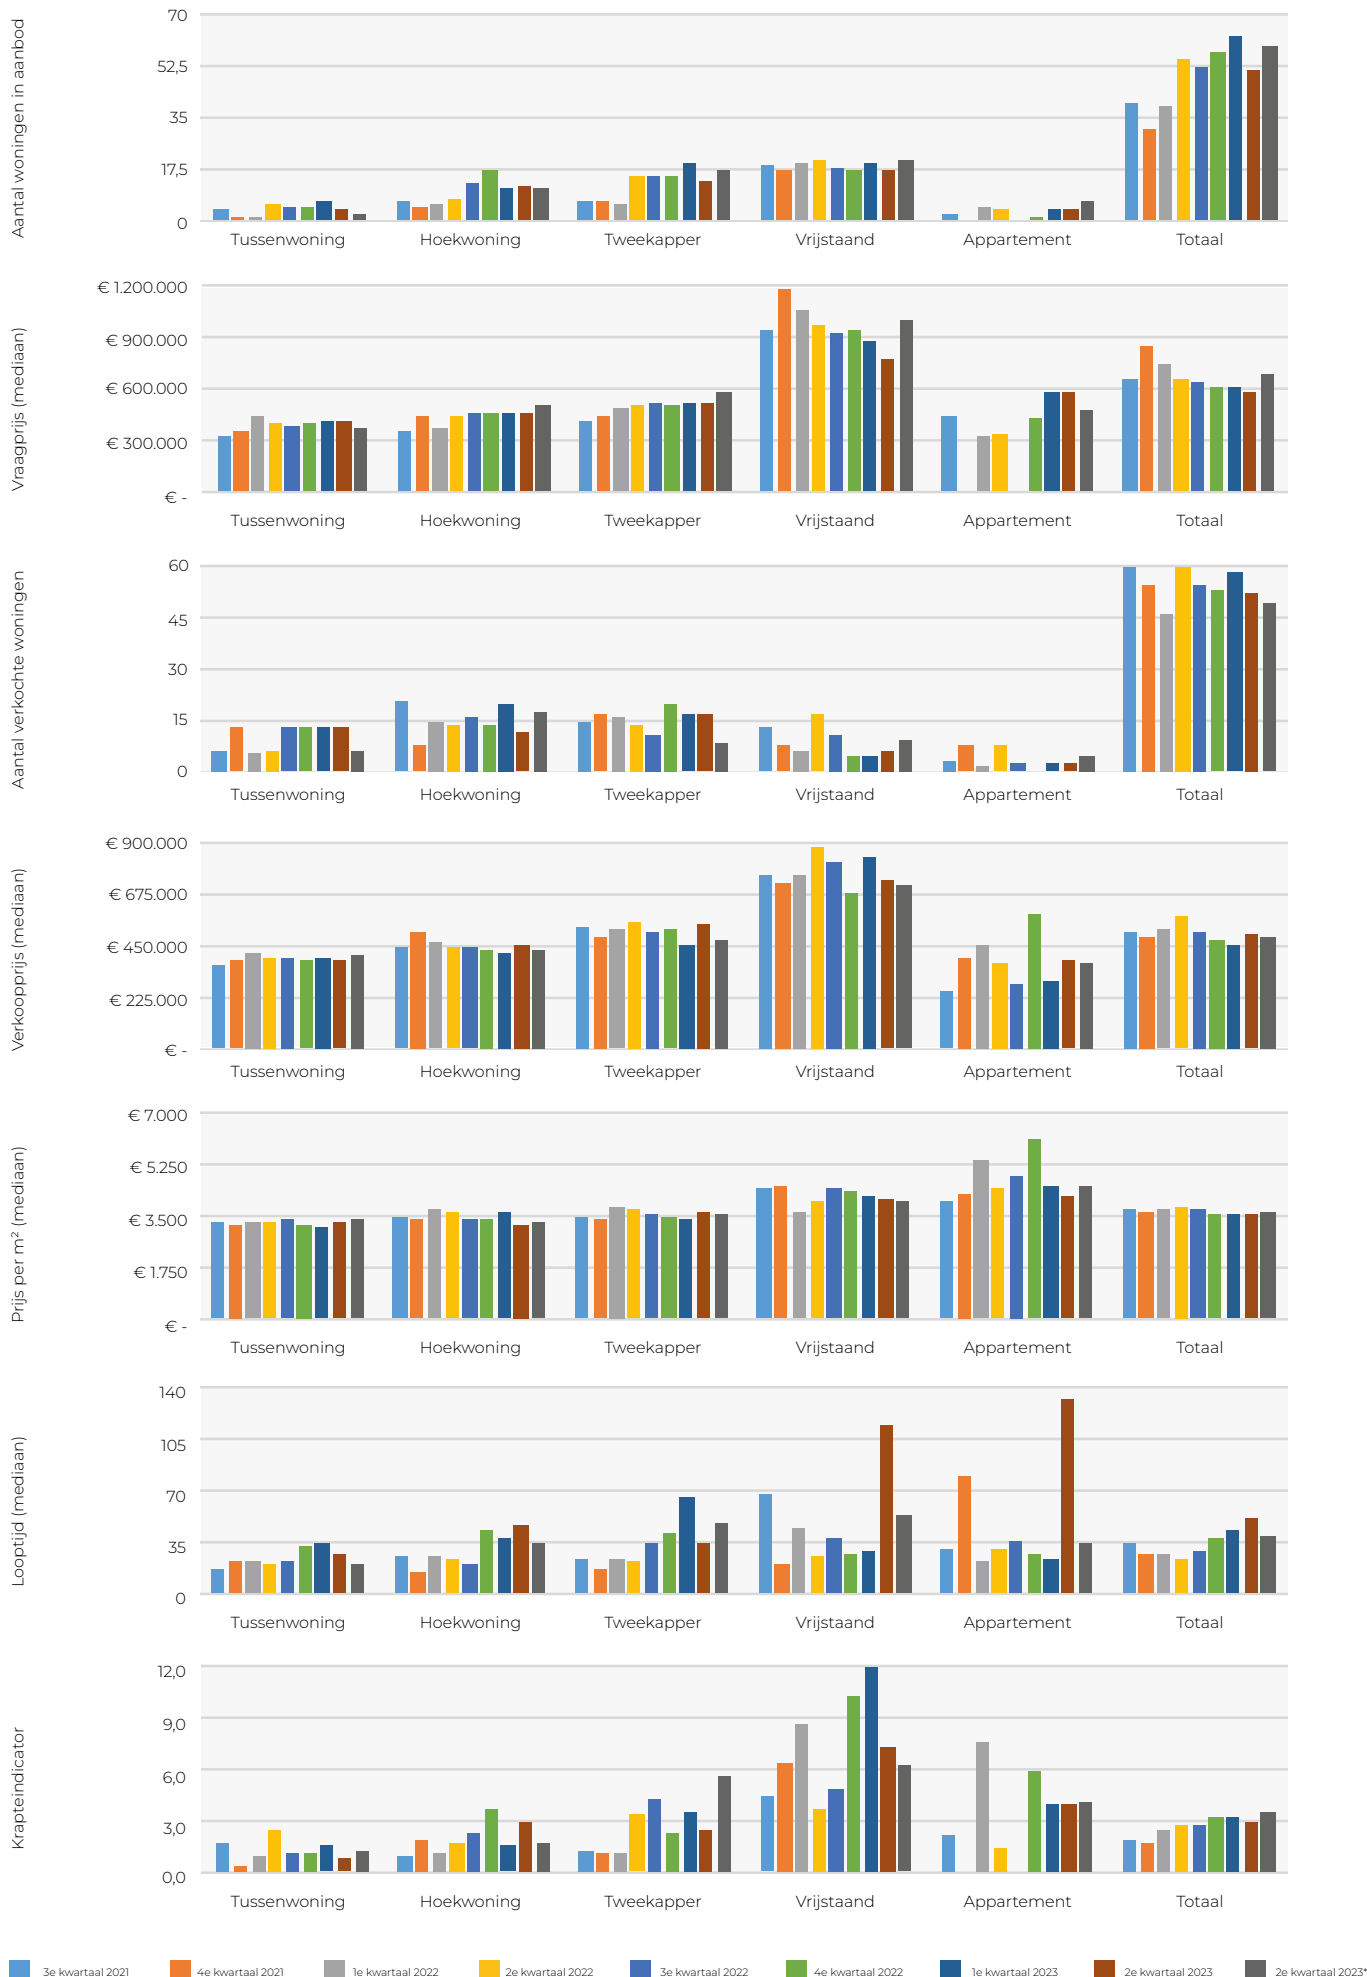 Aantal woningen in aanbod
70
52,5
35
17,5
0
Tussenwoning Hoekwoning Tweekapper Vrijstaand Appartement Totaal
Vraagprijs (mediaan)
€ 1.200.000
€ 900.000
€ 600.000
€ 300.000
€ -
Tussenwoning Hoekwoning Tweekapper Vrijstaand Appartement Totaal
Aantal verkochte woningen
60
45
30
15
0
Tussenwoning Hoekwoning Tweekapper Vrijstaand Appartement Totaal
Verkoopprijs (mediaan)
€ 900.000
€ 675.000
€ 450.000
€ 225.000
€ -
Tussenwoning Hoekwoning Tweekapper Vrijstaand Appartement Totaal
Prijs per m² (mediaan)
€ 7.000
€ 5.250
€ 3.500
€ 1.750
€ -
Tussenwoning Hoekwoning Tweekapper Vrijstaand Appartement Totaal
Looptijd (mediaan)
140
105
70
35
0
Tussenwoning Hoekwoning Tweekapper Vrijstaand Appartement Totaal
Krapteindicator
12,0
9,0
6,0
3,0
0,0
Tussenwoning Hoekwoning Tweekapper Vrijstaand Appartement Totaal
3e kwartaal 2021 4e kwartaal 2021 1e kwartaal 2022 2e kwartaal 2022 3e kwartaal 2022 4e kwartaal 2022 1e kwartaal 2023 2e kwartaal 2023 2e kwartaal 2023*